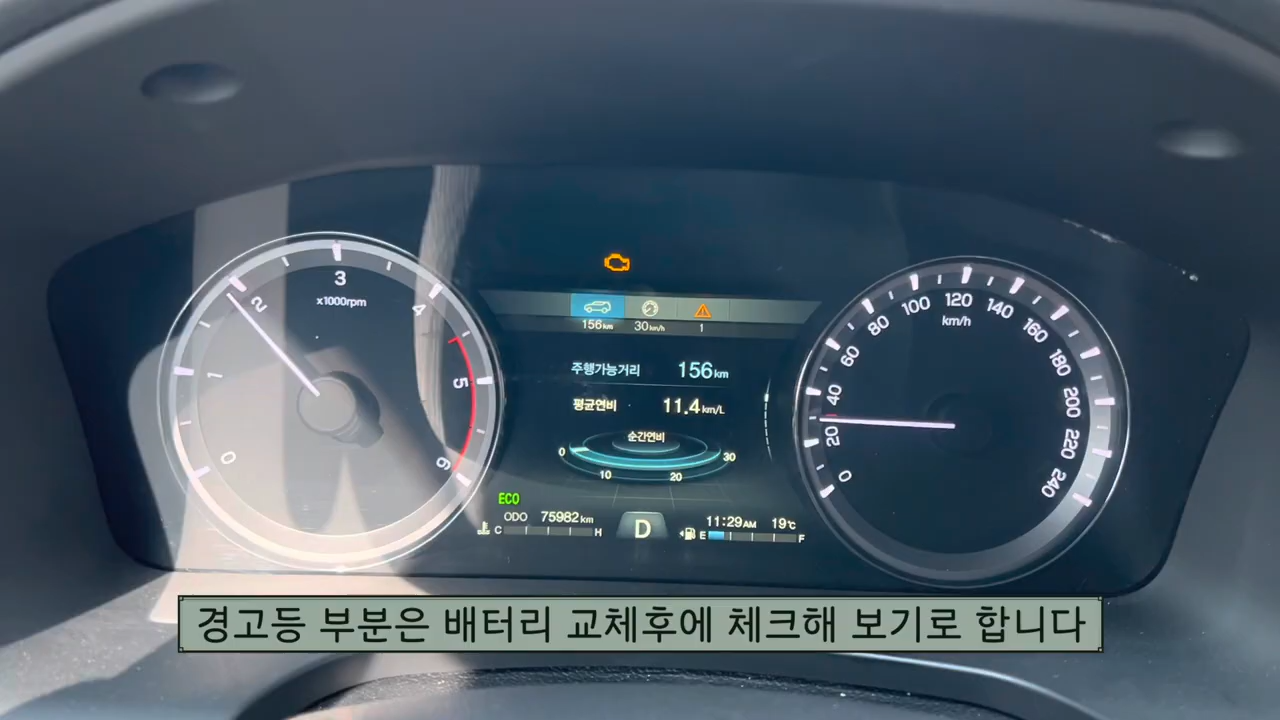 3
x1000rpm
2
4
1
5
0
6
156km
30km/h
1
주행가능거리 156km
평균연비 11.4km/L
순간연비
0
30
10
20
ECO
ODO 75982km
C
H
D
11:29AM 19℃
E
F
120
100
140
km/h
80
160
60
180
40
200
20
220
0
240
경고등 부분은 배터리 교체후에 체크해 보기로 합니다